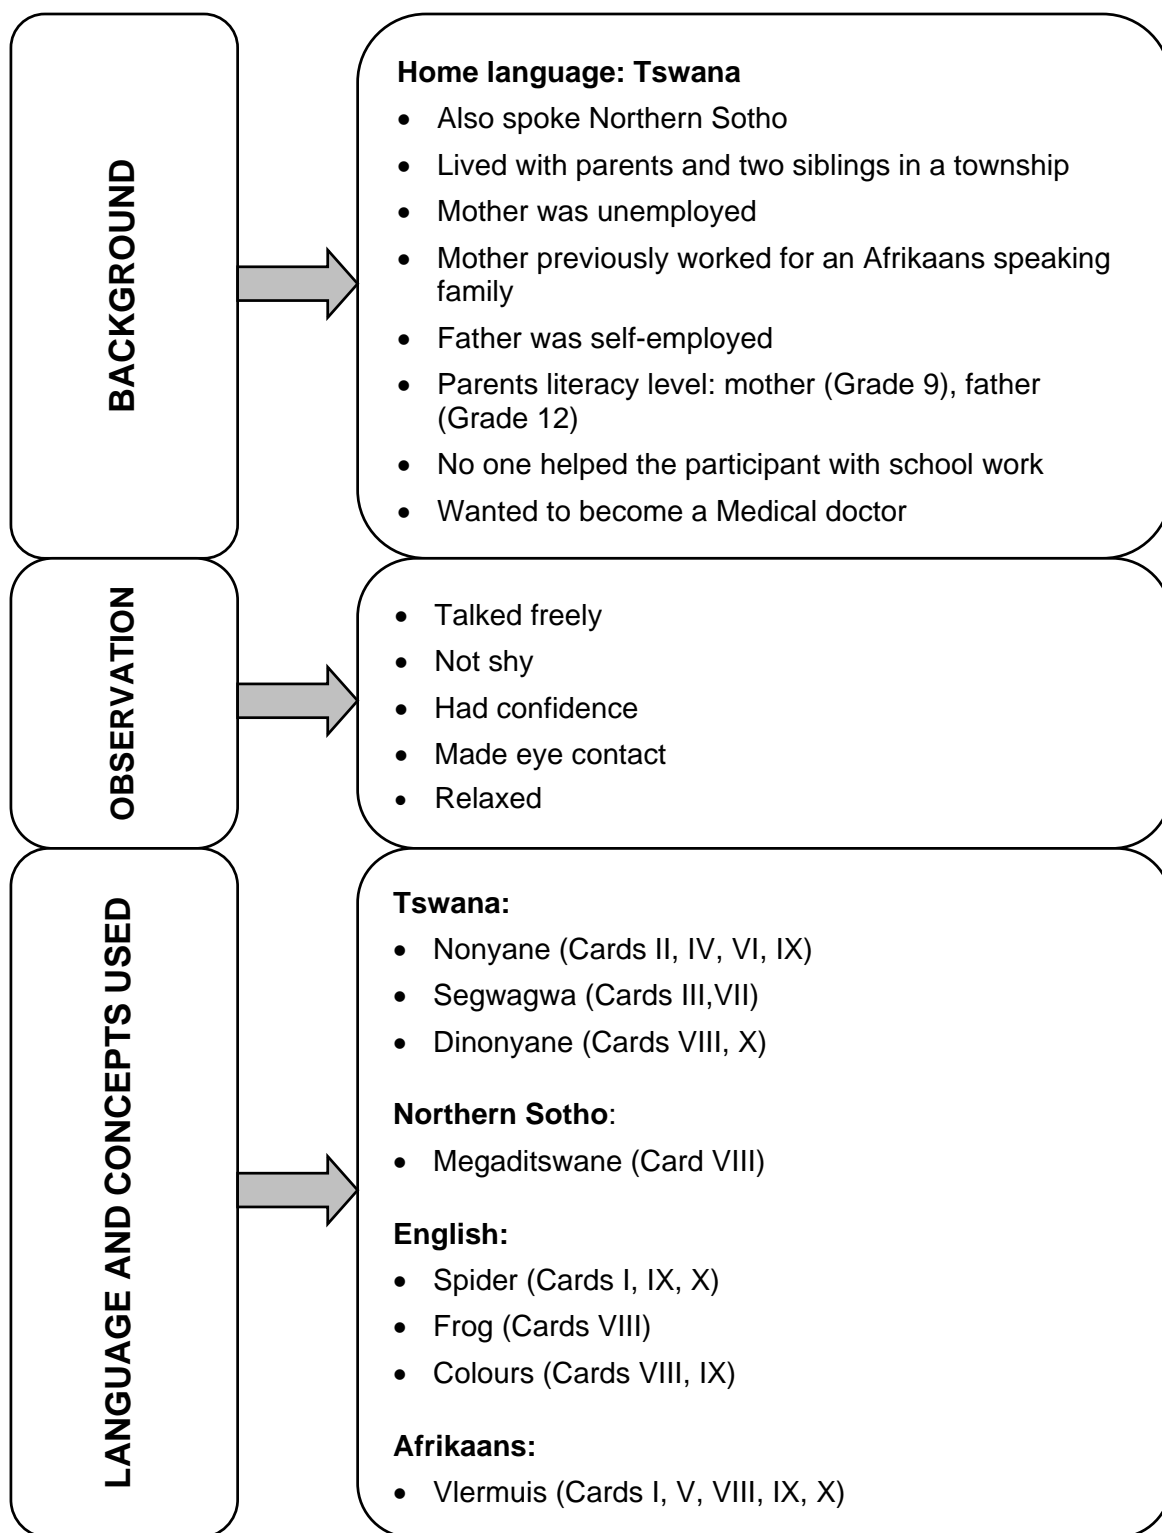 BACKGROUND
Home language: Tswana
• Also spoke Northern Sotho
• Lived with parents and two siblings in a township
• Mother was unemployed
• Mother previously worked for an Afrikaans speaking
family
• Father was self-employed
• Parents literacy level: mother (Grade 9), father
(Grade 12)
• No one helped the participant with school work
• Wanted to become a Medical doctor
OBSERVATION
• Talked freely
• Not shy
• Had confidence
• Made eye contact
• Relaxed
LANGUAGE AND CONCEPTS USED
Tswana:
• Nonyane (Cards II, IV, VI, IX)
• Segwagwa (Cards III,VII)
• Dinonyane (Cards VIII, X)
Northern Sotho:
• Megaditswane (Card VIII)
English:
• Spider (Cards I, IX, X)
• Frog (Cards VIII)
• Colours (Cards VIII, IX)
Afrikaans:
• Vlermuis (Cards I, V, VIII, IX, X)